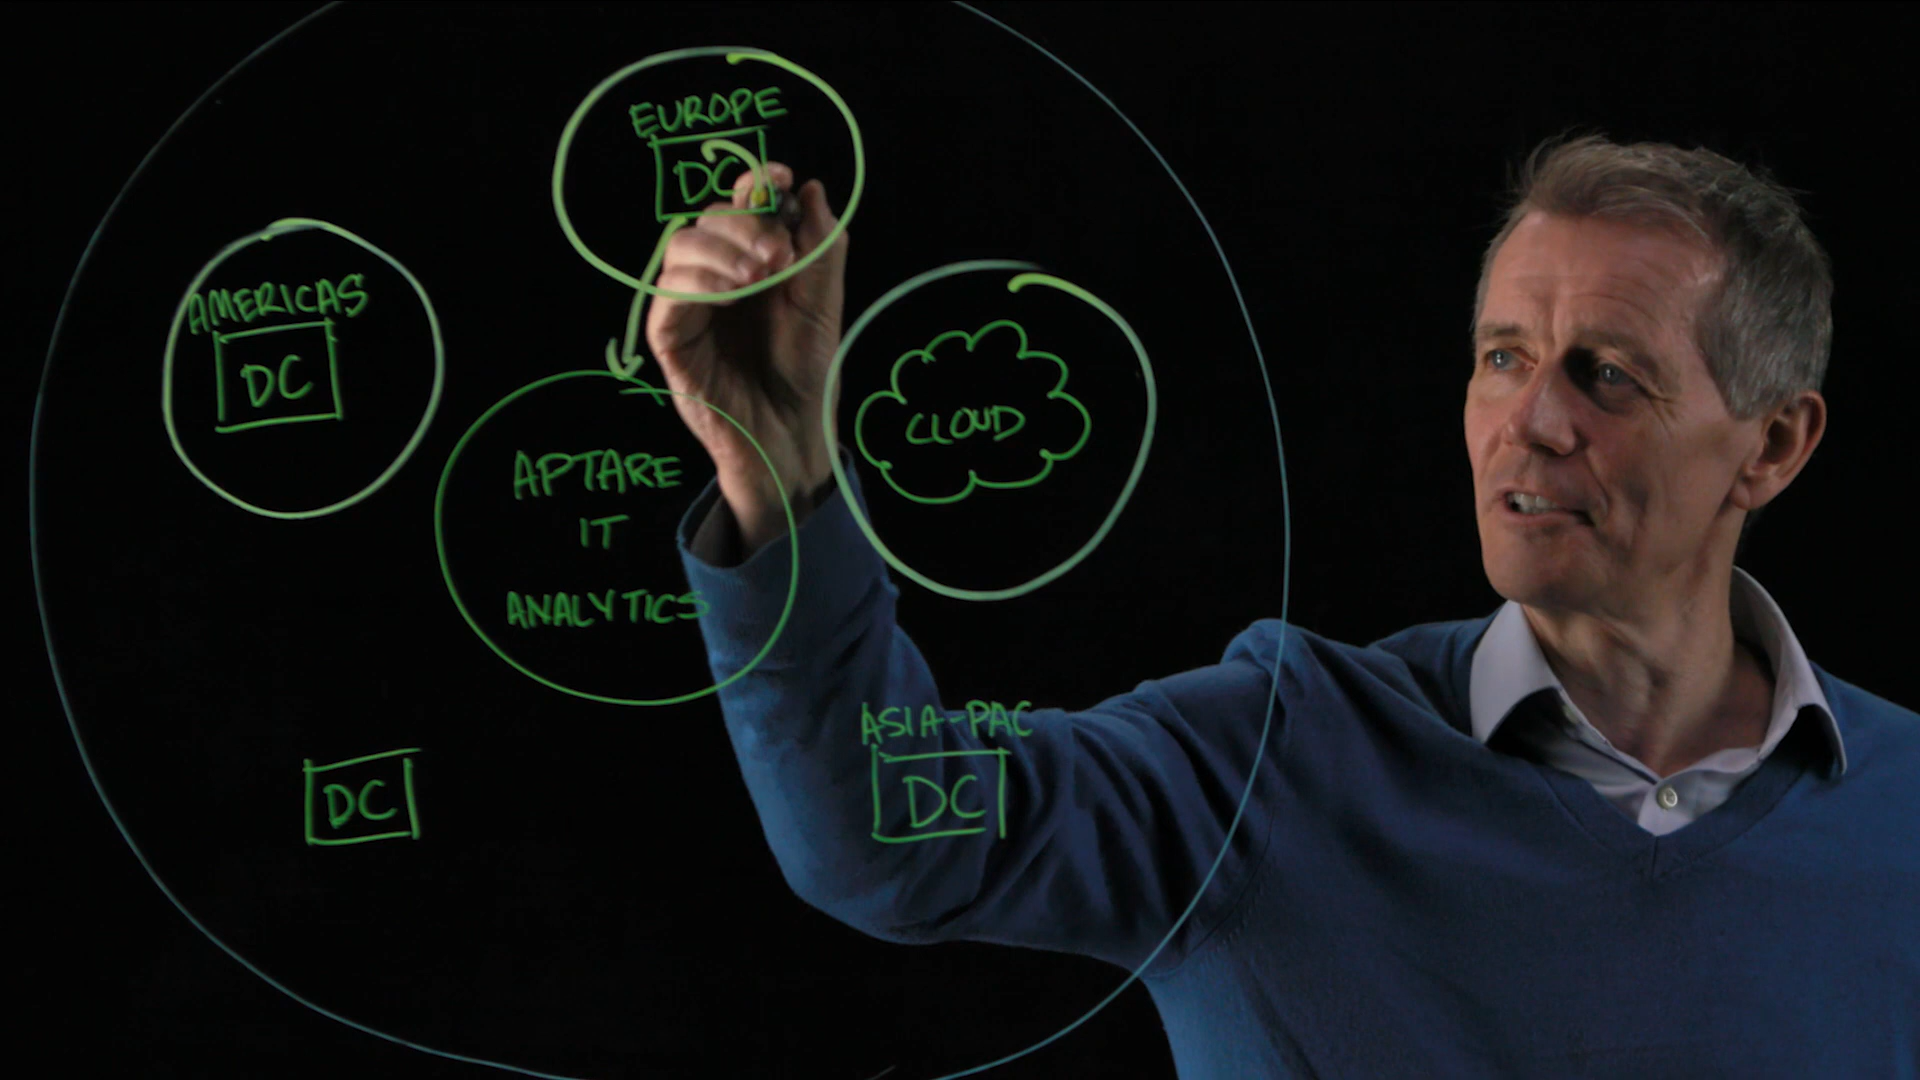 EUROPE
DC
AMERICAS
DC
CLOUD
APTARE
IT
ANALYTICS
ASIA-PAC
DC
DC